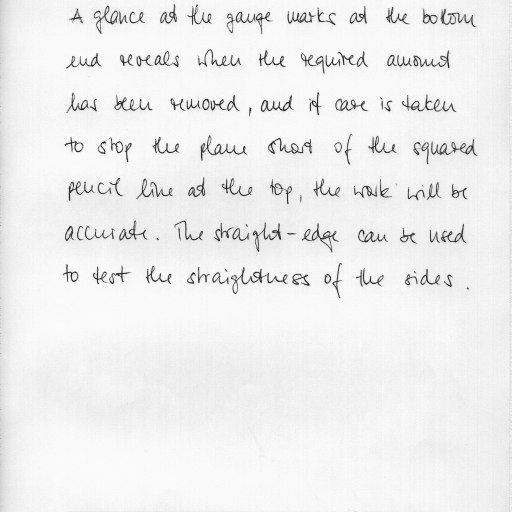 A glance at the gauge marks at the bottom
end reveals when the required amount
has been removed, and if care is taken
to stop the plane short of the squared
pencil line at the top, the work will be
accurate. The straight-edge can be used
to test the straightness of the sides.